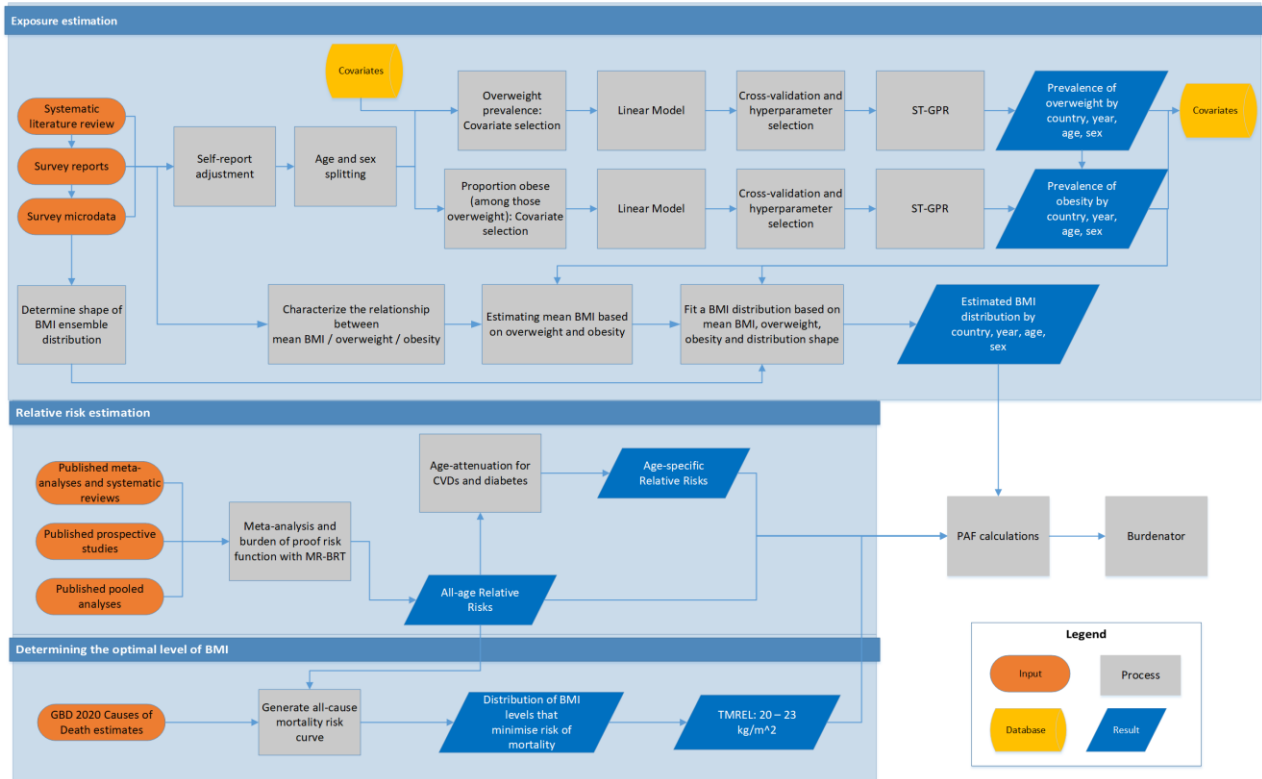 Exposure estimation
Covariates
Systematic
literature review
Survey reports
Survey microdata
Self-report
adjustment
Age and sex
splitting
Overweight
prevalence:
Covariate selection
Linear Model
Cross-validation and
hyperparameter
selection
ST-GPR
Prevalence of
overweight by
country, year,
age, sex
Covariates
Proportion obese
(among those
overweight): Covariate
selection
Linear Model
Cross-validation and
hyperparameter
selection
ST-GPR
Prevalence of
obesity by
country, year,
age, sex
Determine shape of
BMI ensemble
distribution
Characterize the relationship
between
mean BMI / overweight / obesity
Estimating mean BMI based
on overweight and obesity
Fit a BMI distribution based on
mean BMI, overweight,
obesity and distribution shape
Estimated BMI
distribution by
country, year, age,
sex
Relative risk estimation
Published meta-
analyses and systematic
reviews
Published prospective
studies
Published pooled
analyses
Meta-analysis and
burden of proof risk
function with MR-BRT
Age-attenuation for
CVDs and diabetes
Age-specific
Relative Risks
All-age Relative
Risks
PAF calculations
Burdenator
Determining the optimal level of BMI
GBD 2020 Causes of
Death estimates
Generate all-cause
mortality risk
curve
Distribution of BMI
levels that
minimise risk of
mortality
TMREL: 20 – 23
kg/m^2
Legend
Input
Process
Database
Result